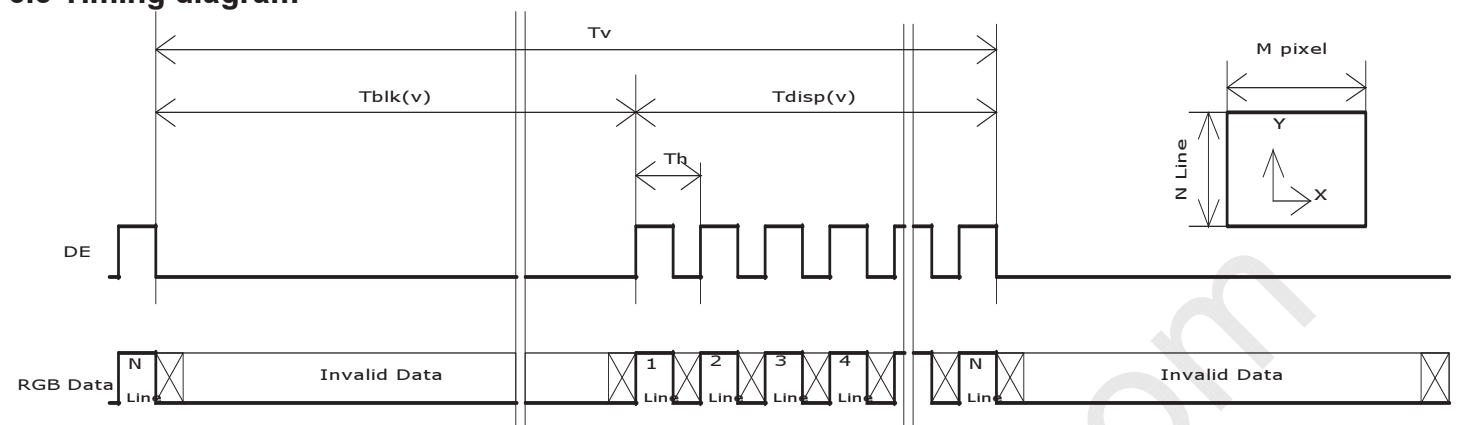 Tv
M pixel
Tblk(v)
Tdisp(v)
Y
Th
N Line
X
DE
N
1
2
3
4
N
RGB Data
Invalid Data
Invalid Data
Line
Line
Line
Line
Line
Line
om